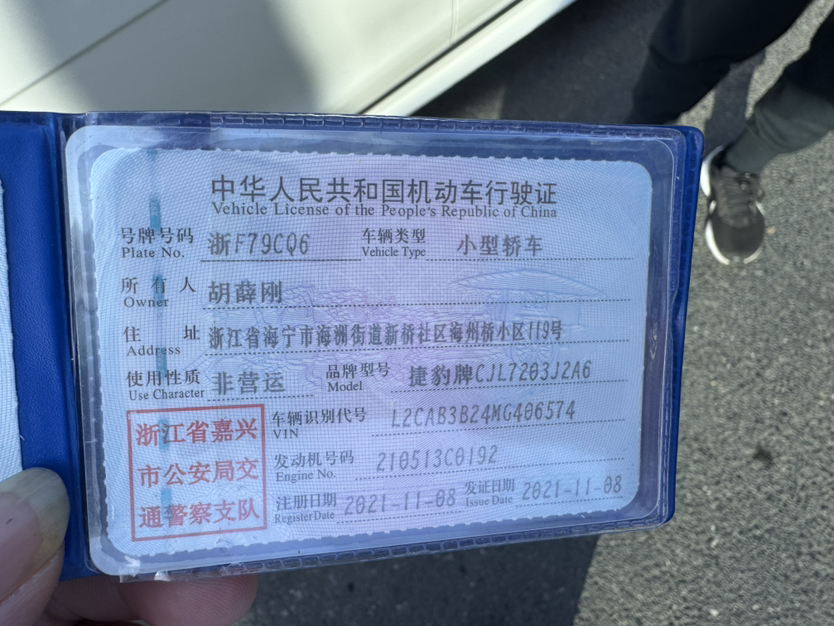 中华人民共和国机动车行驶证
Vehicle License of the People's Republic of China
号牌号码 浙F79CQ6 车辆类型 小型轿车
Plate No. Vehicle Type
所有人 胡薛刚
Owner
住址 浙江省海宁市海洲街道新桥社区海州桥小区119号
Address
使用性质 非营运 品牌型号 捷豹牌CJL7203J2A6
Use Character Model
浙江省嘉兴
市公安局交
通警察支队
车辆识别代号 L2CAB3B24MG406574
VIN
发动机号码 210513C0192
Engine No.
注册日期 2021-11-08 发证日期 2021-11-08
Register Date Issue Date